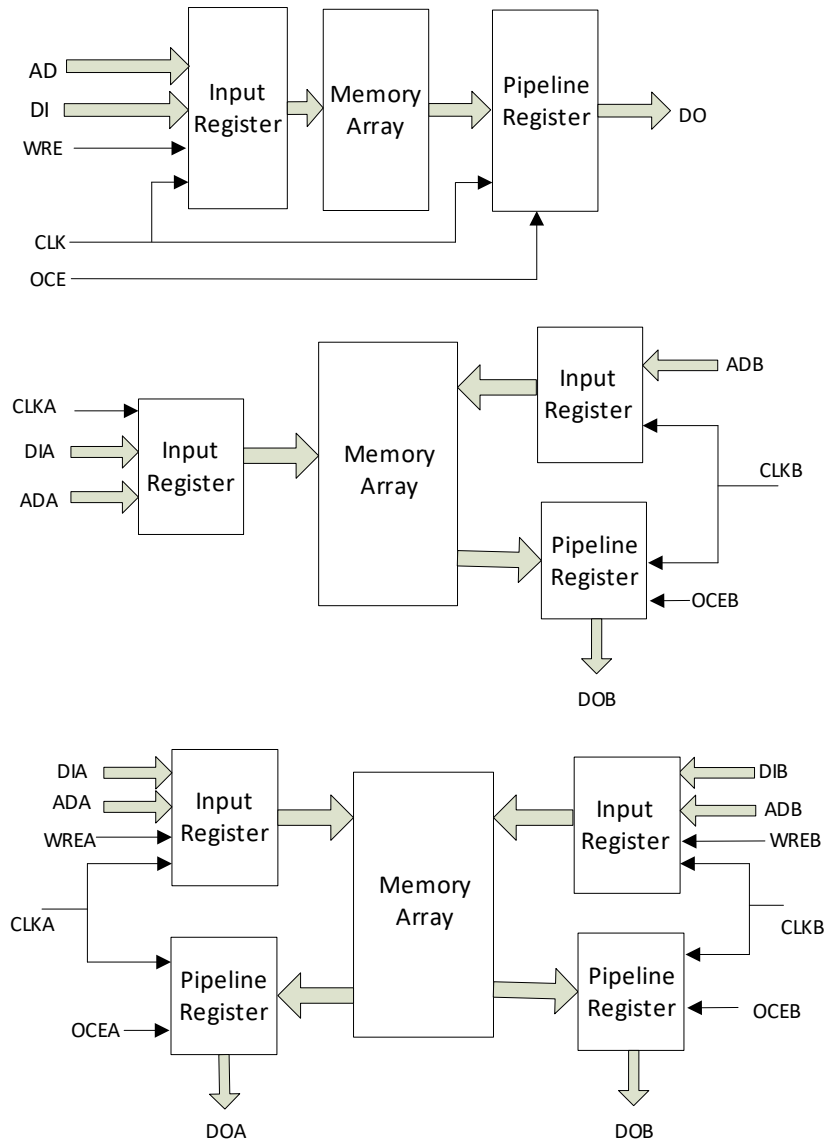 AD
DI
WRE
CLK
OCE
Input
Register
Memory
Array
Pipeline
Register
DO
CLKA
DIA
ADA
Input
Register
Memory
Array
Input
Register
ADB
CLKB
Pipeline
Register
OCEB
DOB
DIA
ADA
WREA
CLKA
OCEA
Input
Register
Pipeline
Register
DOA
Memory
Array
Input
Register
DIB
ADB
WREB
CLKB
Pipeline
Register
OCEB
DOB